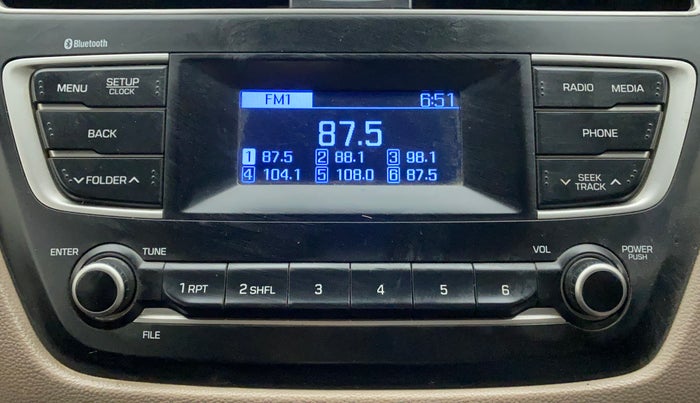 Bluetooth
MENU SETUP CLOCK
BACK
FOLDER
FM1 6:51
87.5
1 87.5 2 88.1 3 98.1
4 104.1 5 108.0 6 87.5
RADIO MEDIA
PHONE
SEEK TRACK
ENTER TUNE
FILE
1 RPT 2 SHFL 3 4 5 6
VOL POWER PUSH